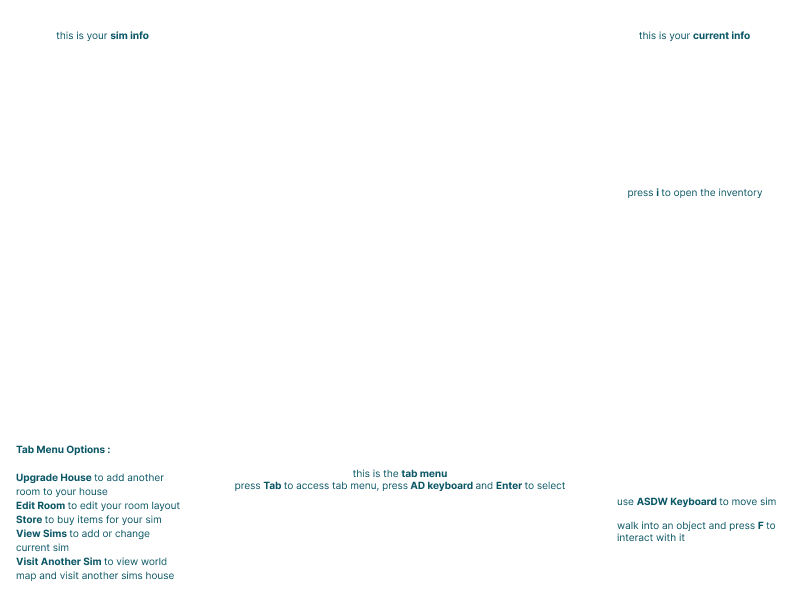 this is your sim info
this is your current info
press i to open the inventory
Tab Menu Options :
Upgrade House to add another
room to your house
Edit Room to edit your room layout
Store to buy items for your sim
View Sims to add or change
current sim
Visit Another Sim to view world
map and visit another sims house
this is the tab menu
press Tab to access tab menu, press AD keyboard and Enter to select
use ASDW Keyboard to move sim
walk into an object and press F to
interact with it